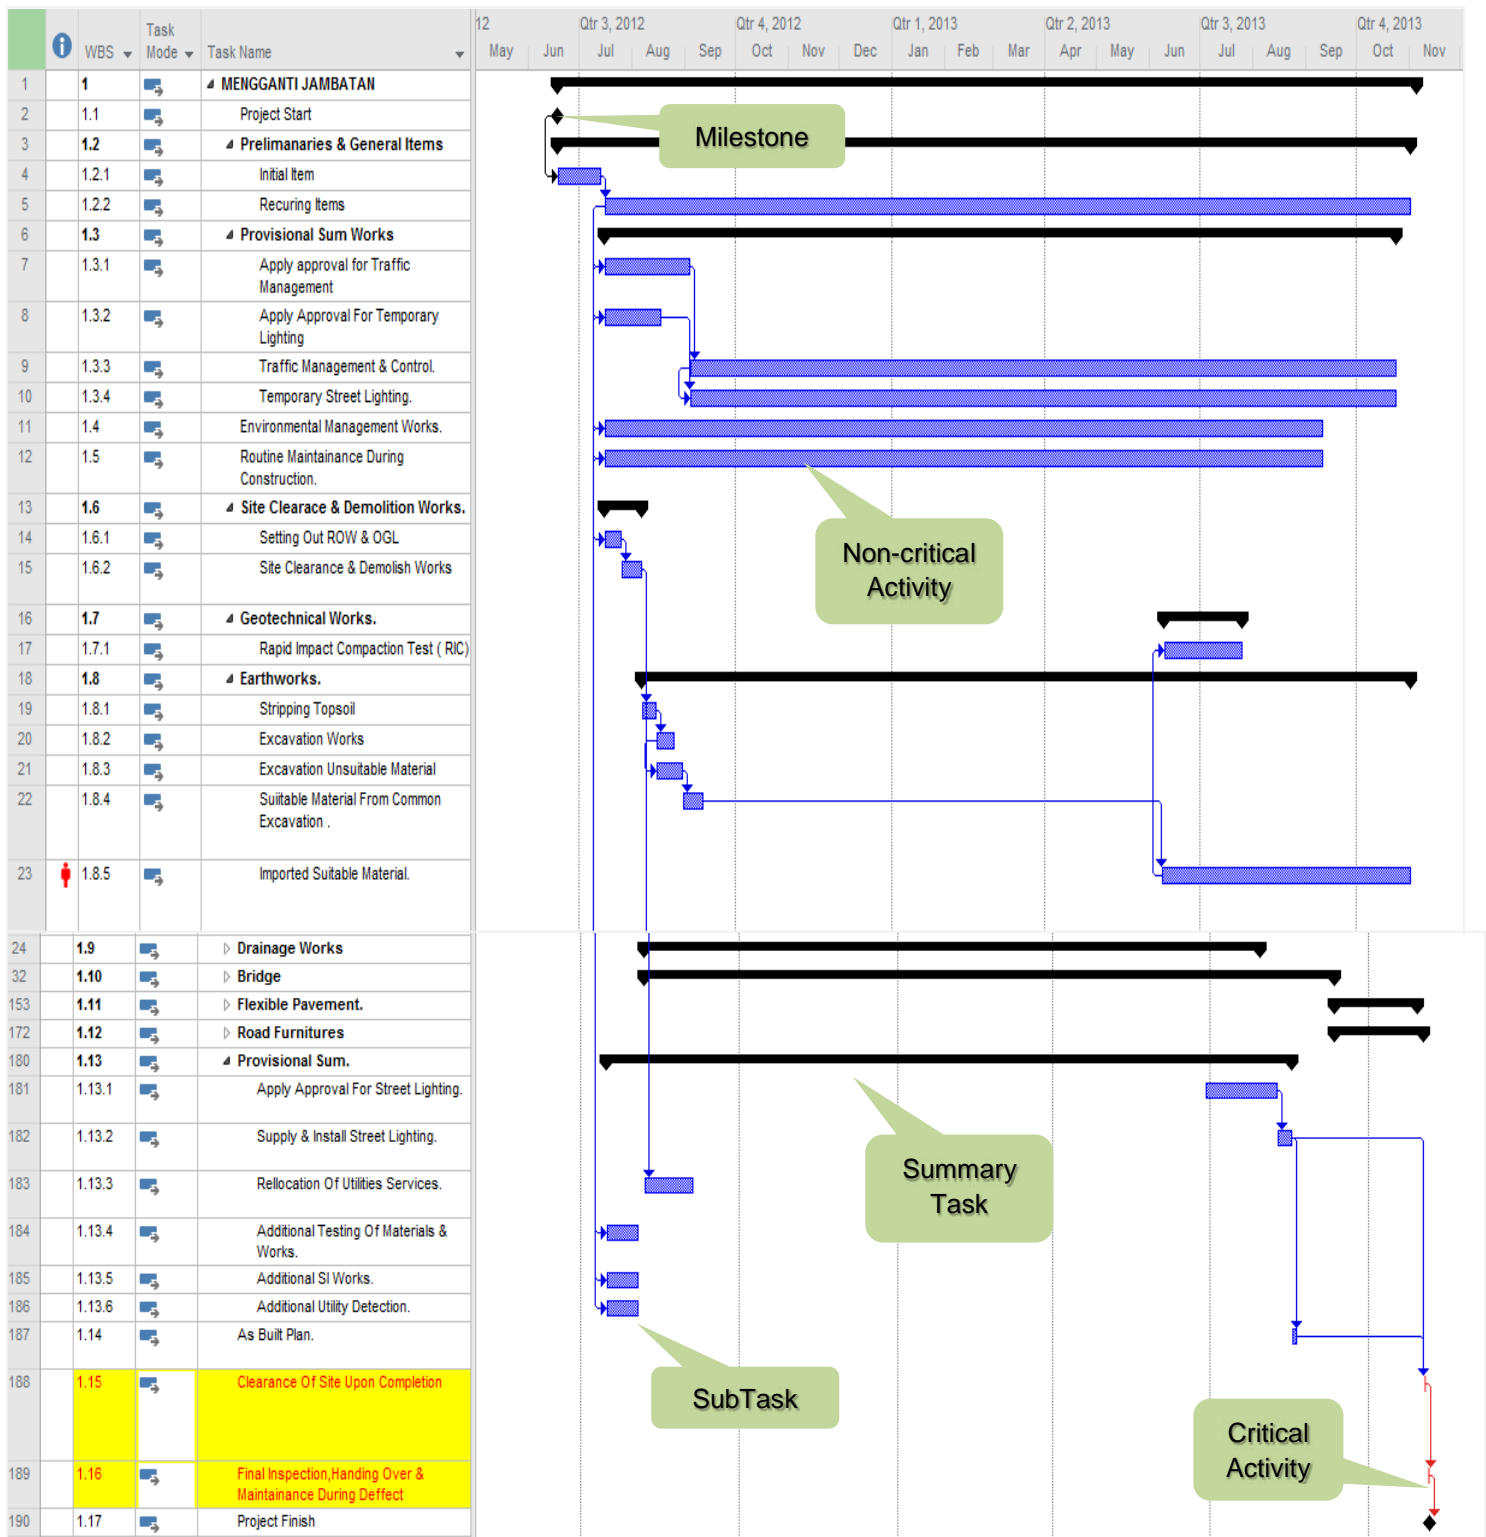 12 Qtr 3, 2012 Qtr 4, 2012 Qtr 1, 2013 Qtr 2, 2013 Qtr 3, 2013 Qtr 4, 2013
WBS Task Mode Task Name May Jun Jul Aug Sep Oct Nov Dec Jan Feb Mar Apr May Jun Jul Aug Sep Oct Nov
1 1 MENGGANTI JAMBATAN
2 1.1 Project Start
Milestone
3 1.2 Prelimanaries & General Items
4 1.2.1 Initial Item
5 1.2.2 Recuring Items
6 1.3 Provisional Sum Works
7 1.3.1 Apply approval for Traffic
Management
8 1.3.2 Apply Approval For Temporary
Lighting
9 1.3.3 Traffic Management & Control.
10 1.3.4 Temporary Street Lighting.
11 1.4 Environmental Management Works.
12 1.5 Routine Maintainance During
Construction.
13 1.6 Site Clearace & Demolition Works.
14 1.6.1 Setting Out ROW & OGL
15 1.6.2 Site Clearance & Demolish Works
Non-critical
Activity
16 1.7 Geotechnical Works.
17 1.7.1 Rapid Impact Compaction Test ( RIC)
18 1.8 Earthworks.
19 1.8.1 Stripping Topsoil
20 1.8.2 Excavation Works
21 1.8.3 Excavation Unsuitable Material
22 1.8.4 Suiitable Material From Common
Excavation .
23 1.8.5 Imported Suitable Material.
24 1.9 Drainage Works
32 1.10 Bridge
153 1.11 Flexible Pavement.
172 1.12 Road Furnitures
180 1.13 Provisional Sum.
181 1.13.1 Apply Approval For Street Lighting.
182 1.13.2 Supply & Install Street Lighting.
183 1.13.3 Rellocation Of Utilities Services.
Summary
Task
184 1.13.4 Additional Testing Of Materials &
Works.
185 1.13.5 Additional SI Works.
186 1.13.6 Additional Utility Detection.
187 1.14 As Built Plan.
188 1.15 Clearance Of Site Upon Completion
SubTask
Critical
Activity
189 1.16 Final Inspection,Handing Over &
Maintainance During Deffect
190 1.17 Project Finish